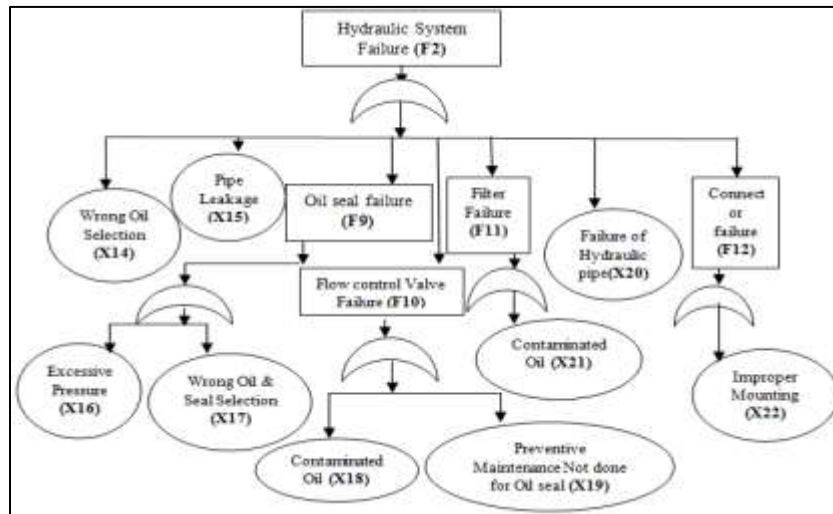 Hydraulic System
Failure (F2)
Pipe
Leakage
(X15)
Wrong Oil
Selection
(X14)
Oil seal failure
(F9)
Filter
Failure
(F11)
Connect
or
failure
(F12)
Failure of
Hydraulic
pipe(X20)
Flow control Valve
Failure (F10)
Excessive
Pressure
(X16)
Wrong Oil &
Seal Selection
(X17)
Contaminated
Oil (X21)
Improper
Mounting
(X22)
Contaminated
Oil (X18)
Preventive
Maintenance Not done
for Oil seal (X19)